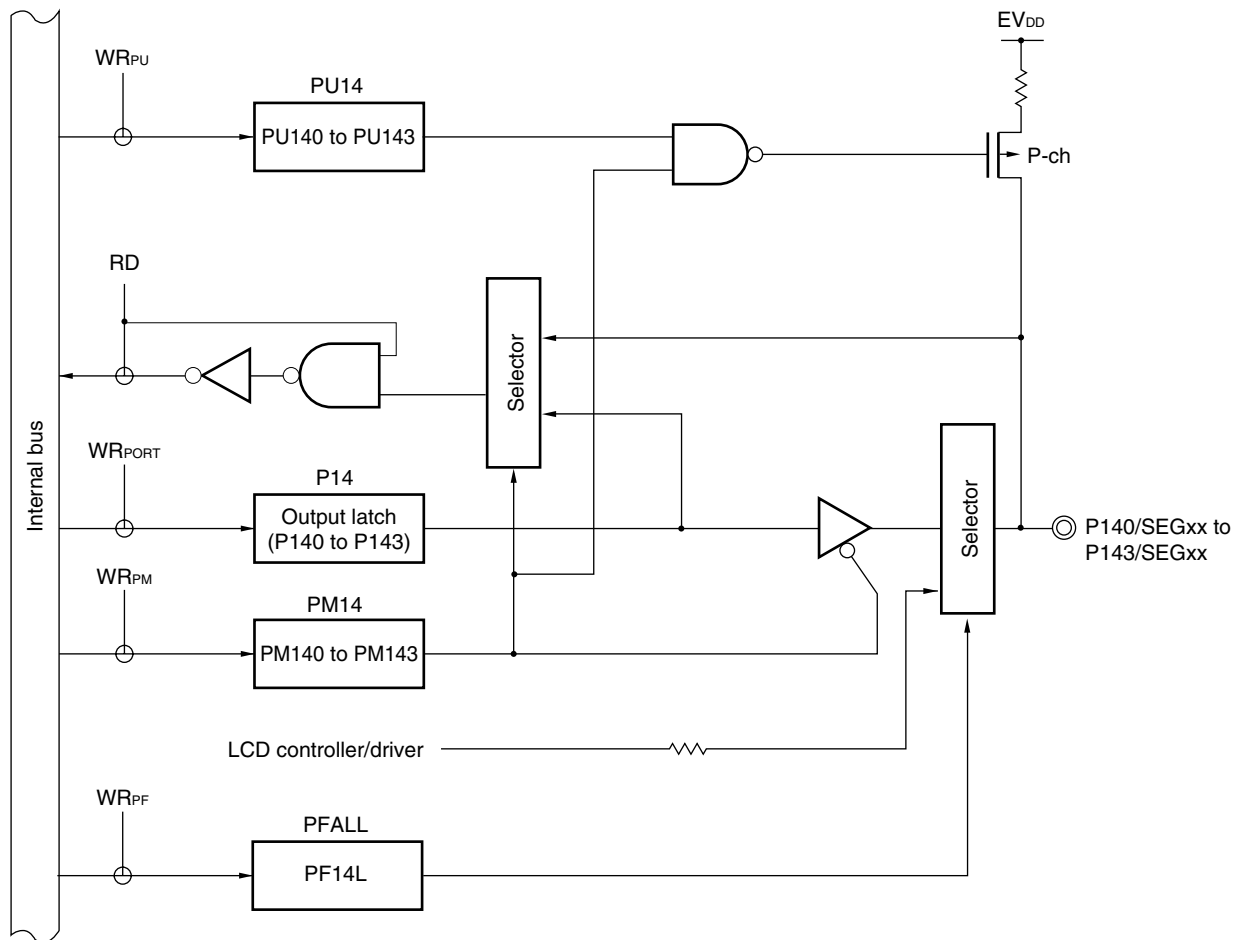 EVDD
WRPU
PU14
PU140 to PU143
P-ch
RD
Selector
Internal bus
WRPORT
P14
Output latch
(P140 to P143)
Selector
P140/SEGxx to
P143/SEGxx
WRPM
PM14
PM140 to PM143
LCD controller/driver
WRPF
PFALL
PF14L